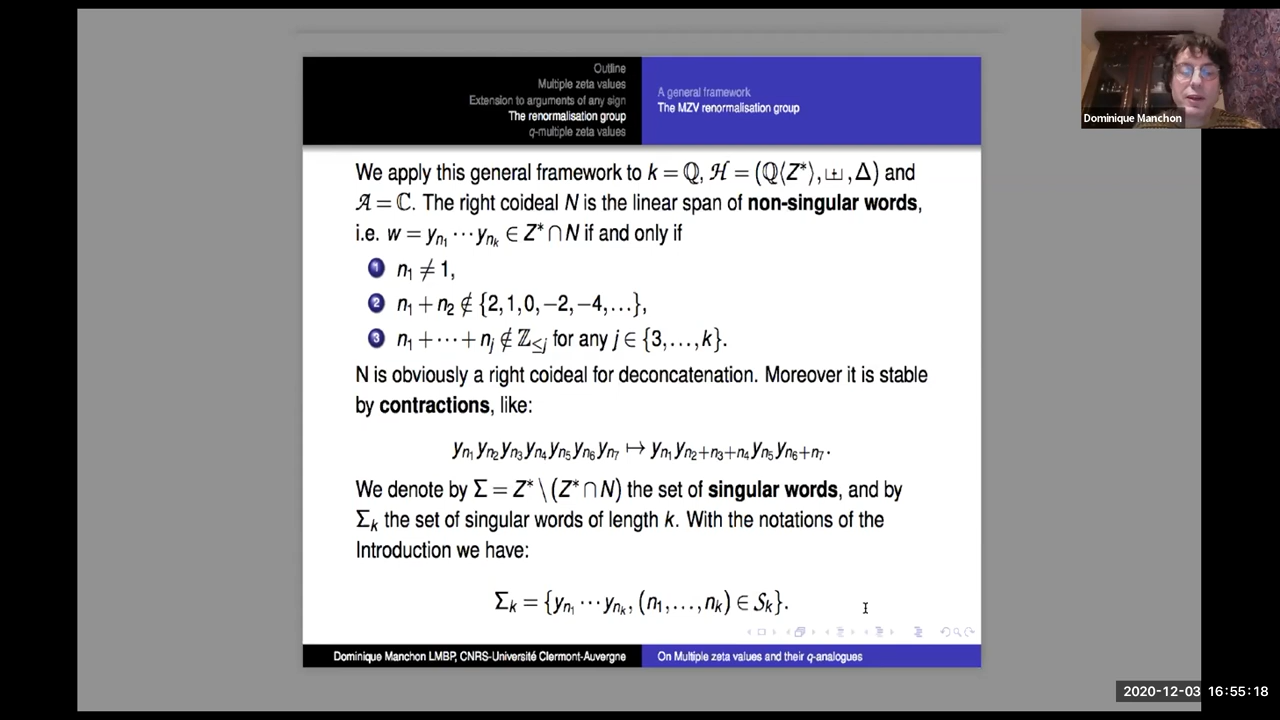 Outline
Multiple zeta values
Extension to arguments of any sign
The renormalisation group
q-multiple zeta values
A general framework
The MZV renormalisation group
Dominique Manchon
We apply this general framework to k = ℚ, ℋ = (ℚ⟨Z*⟩, ⧺, Δ) and
𝒜 = ℂ. The right coideal N is the linear span of non-singular words,
i.e. w = y_{n_1} ⋯ y_{n_k} ∈ Z* ∩ N if and only if
1 n_1 ≠ 1,
2 n_1 + n_2 ∉ {2, 1, 0, −2, −4, …},
3 n_1 + ⋯ + n_j ∉ ℤ_{≤j} for any j ∈ {3, …, k}.
N is obviously a right coideal for deconcatenation. Moreover it is stable
by contractions, like:
y_{n_1}y_{n_2}y_{n_3}y_{n_4}y_{n_5}y_{n_6}y_{n_7} ↦ y_{n_1}y_{n_2+n_3+n_4}y_{n_5}y_{n_6+n_7}.
We denote by Σ = Z* \ (Z* ∩ N) the set of singular words, and by
Σ_k the set of singular words of length k. With the notations of the
Introduction we have:
Σ_k = {y_{n_1} ⋯ y_{n_k}, (n_1, …, n_k) ∈ 𝒮_k}.
Dominique Manchon LMBP, CNRS-Université Clermont-Auvergne
On Multiple zeta values and their q-analogues
2020-12-03 16:55:18